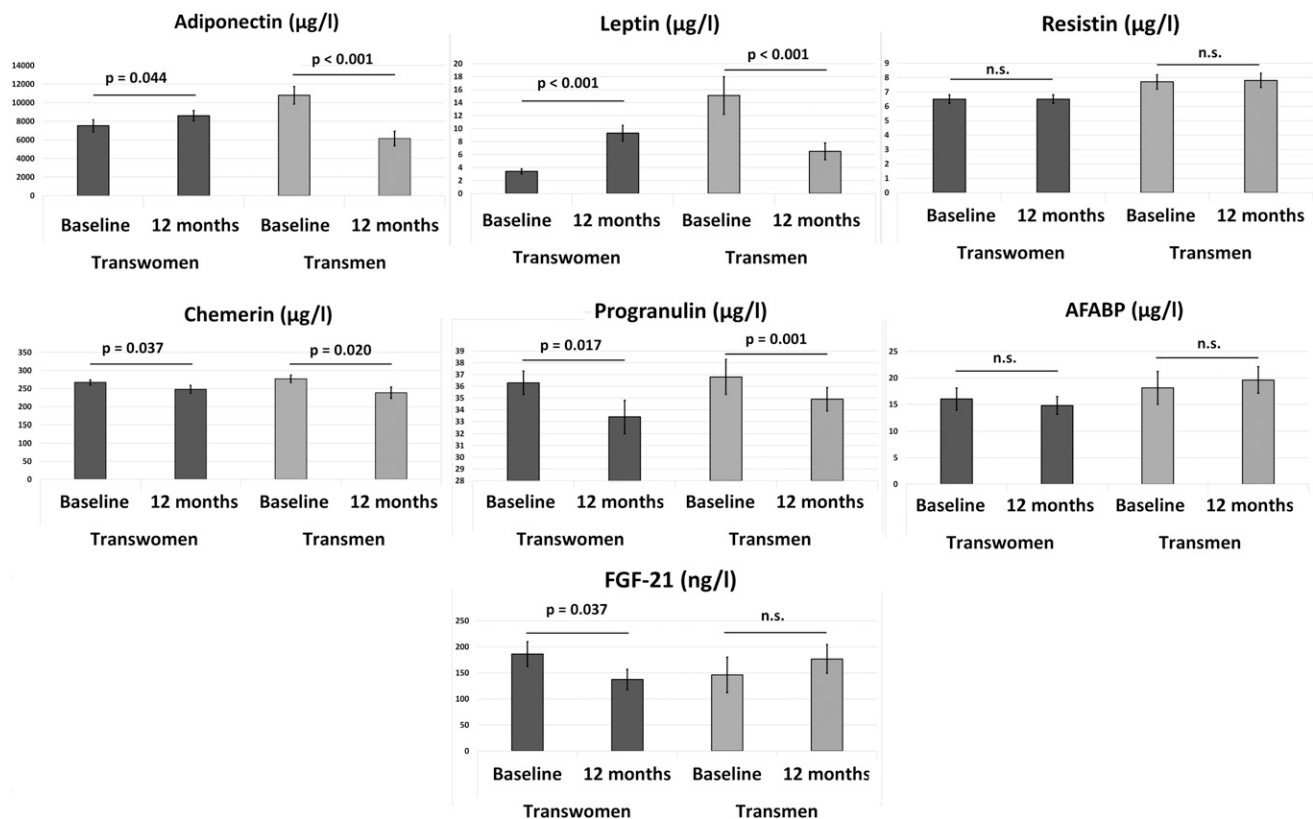 Adiponectin (µg/l)
p = 0.044
p < 0.001
14000
12000
10000
8000
6000
4000
2000
0
Baseline 12 months Baseline 12 months
Transwomen Transmen
Leptin (µg/l)
p < 0.001
p < 0.001
20
18
16
14
12
10
8
6
4
2
0
Baseline 12 months Baseline 12 months
Transwomen Transmen
Resistin (µg/l)
n.s.
n.s.
9
8
7
6
5
4
3
2
1
0
Baseline 12 months Baseline 12 months
Transwomen Transmen
Chemerin (µg/l)
p = 0.037
p = 0.020
350
300
250
200
150
100
50
0
Baseline 12 months Baseline 12 months
Transwomen Transmen
Progranulin (µg/l)
p = 0.017
p = 0.001
39
38
37
36
35
34
33
32
31
30
29
28
Baseline 12 months Baseline 12 months
Transwomen Transmen
AFABP (µg/l)
n.s.
n.s.
25
20
15
10
5
0
Baseline 12 months Baseline 12 months
Transwomen Transmen
FGF-21 (ng/l)
p = 0.037
n.s.
250
200
150
100
50
0
Baseline 12 months Baseline 12 months
Transwomen Transmen